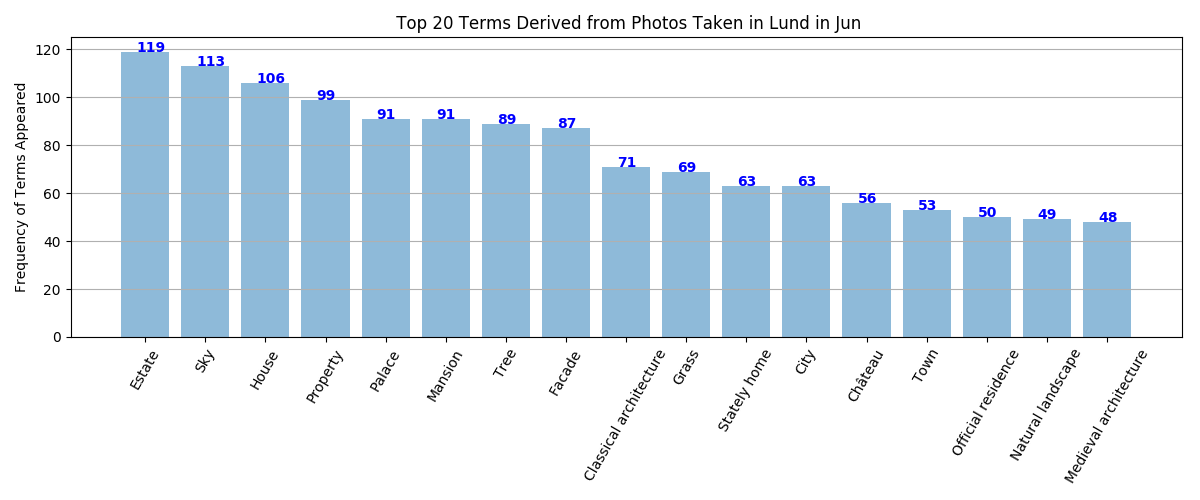 Top 20 Terms Derived from Photos Taken in Lund in Jun
Frequency of Terms Appeared
120
100
80
60
40
20
0
119
113
106
99
91
91
89
87
71
69
63
63
56
53
50
49
48
Estate
Sky
House
Property
Palace
Mansion
Tree
Facade
Classical architecture
Grass
Stately home
City
Château
Town
Official residence
Natural landscape
Medieval architecture